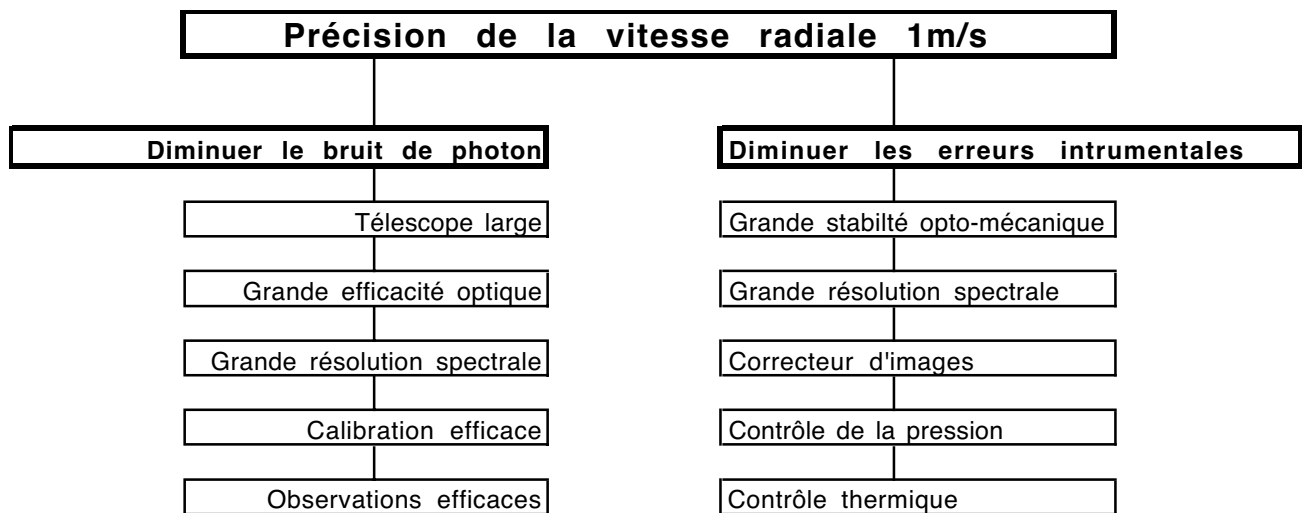 Précision de la vitesse radiale 1m/s
Diminuer le bruit de photon
Télescope large
Grande efficacité optique
Grande résolution spectrale
Calibration efficace
Observations efficaces
Diminuer les erreurs intrumentales
Grande stabilté opto-mécanique
Grande résolution spectrale
Correcteur d'images
Contrôle de la pression
Contrôle thermique